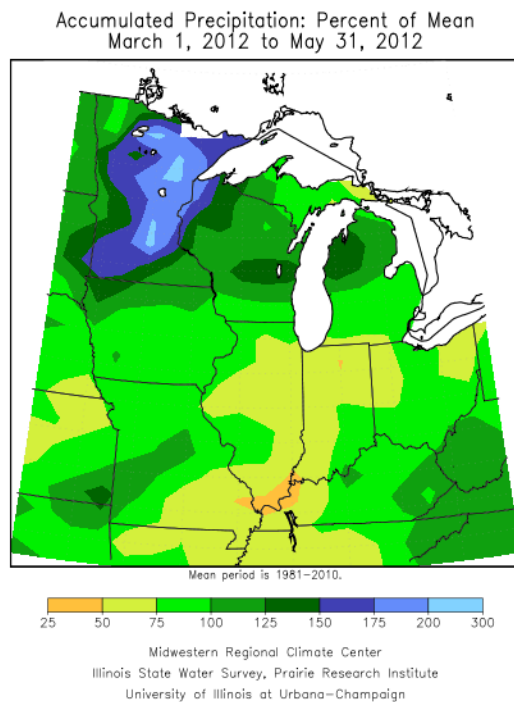 Accumulated Precipitation: Percent of Mean
March 1, 2012 to May 31, 2012
Mean period is 1981-2010.
25 50 75 100 125 150 175 200 300
Midwestern Regional Climate Center
Illinois State Water Survey, Prairie Research Institute
University of Illinois at Urbana-Champaign